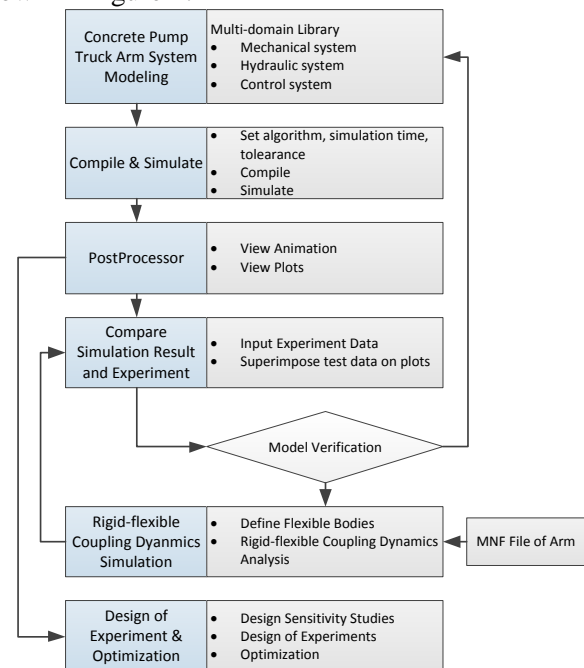 Concrete Pump
Truck Arm System
Modeling
Multi-domain Library
• Mechanical system
• Hydraulic system
• Control system
Compile & Simulate
• Set algorithm, simulation time,
tolearance
• Compile
• Simulate
PostProcessor
• View Animation
• View Plots
Compare
Simulation Result
and Experiment
• Input Experiment Data
• Superimpose test data on plots
Model Verification
Rigid-flexible
Coupling Dyanmics
Simulation
• Define Flexible Bodies
• Rigid-flexible Coupling Dynamics
Analysis
MNF File of Arm
Design of
Experiment &
Optimization
• Design Sensitivity Studies
• Design of Experiments
• Optimization